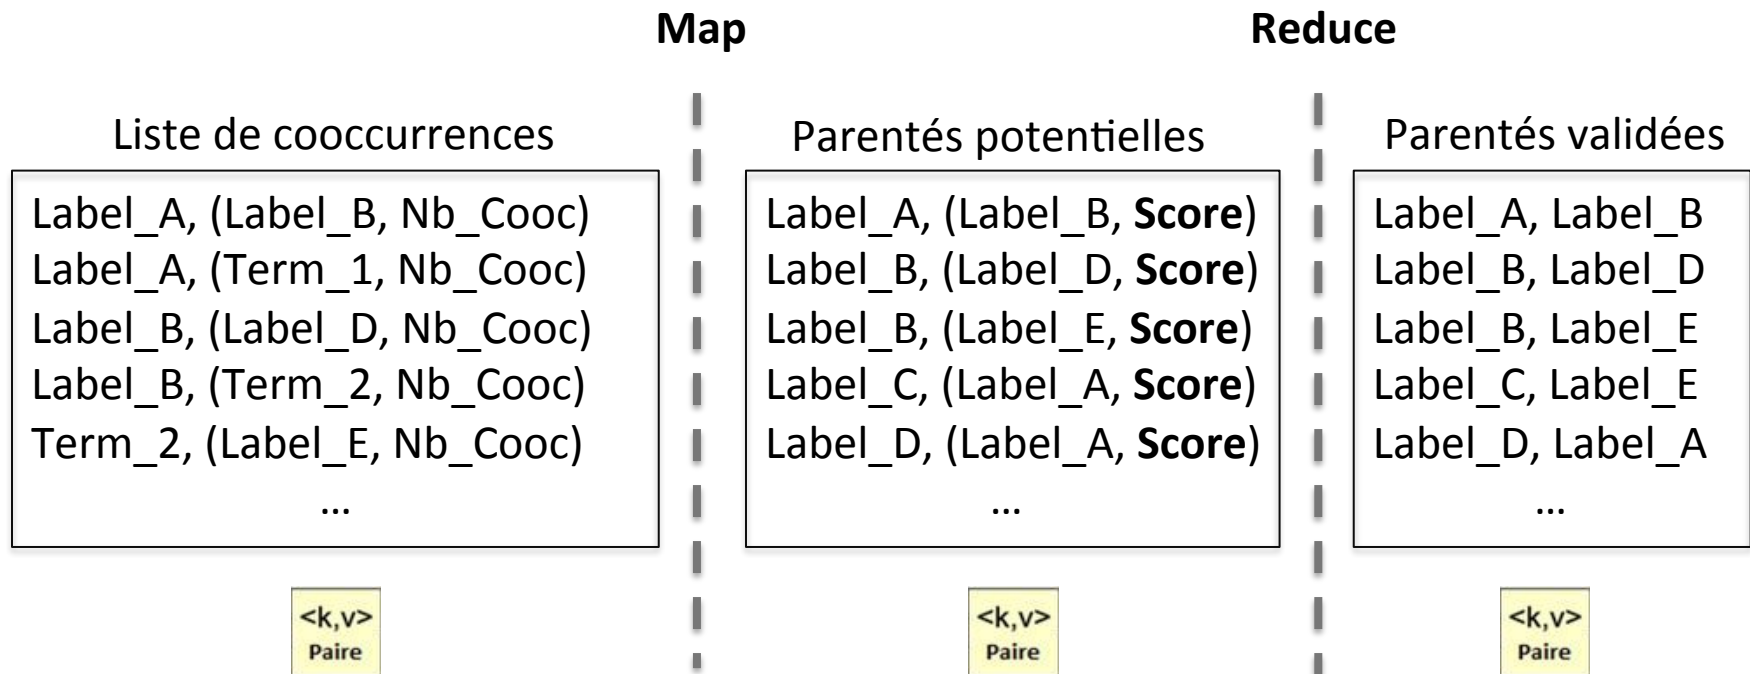 Map
Reduce
Liste de cooccurrences
Label_A, (Label_B, Nb_Cooc)
Label_A, (Term_1, Nb_Cooc)
Label_B, (Label_D, Nb_Cooc)
Label_B, (Term_2, Nb_Cooc)
Term_2, (Label_E, Nb_Cooc)
...
<k,v>
Paire
Parentés potentielles
Label_A, (Label_B, Score)
Label_B, (Label_D, Score)
Label_B, (Label_E, Score)
Label_C, (Label_A, Score)
Label_D, (Label_A, Score)
...
<k,v>
Paire
Parentés validées
Label_A, Label_B
Label_B, Label_D
Label_B, Label_E
Label_C, Label_E
Label_D, Label_A
...
<k,v>
Paire